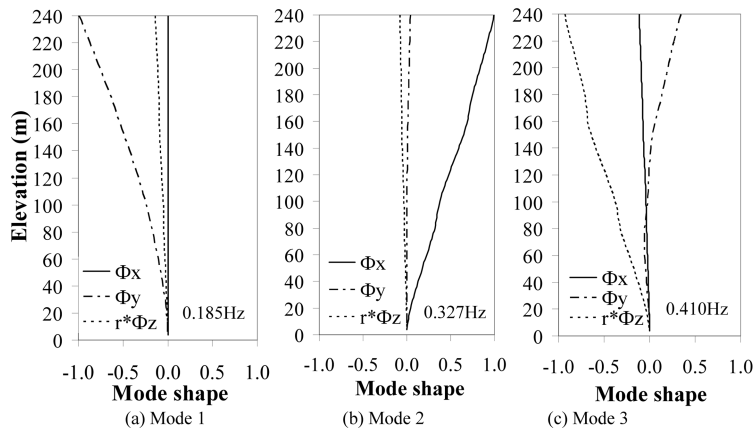 Elevation (m)
240
220
200
180
160
140
120
100
80
60
40
20
0
Φx
Φy
r*Φz
0.185Hz
-1.0 -0.5 0.0 0.5 1.0
Mode shape
(a) Mode 1
240
220
200
180
160
140
120
100
80
60
40
20
0
Φx
Φy
r*Φz
0.327Hz
-1.0 -0.5 0.0 0.5 1.0
Mode shape
(b) Mode 2
240
220
200
180
160
140
120
100
80
60
40
20
0
Φx
Φy
r*Φz
0.410Hz
-1.0 -0.5 0.0 0.5 1.0
Mode shape
(c) Mode 3